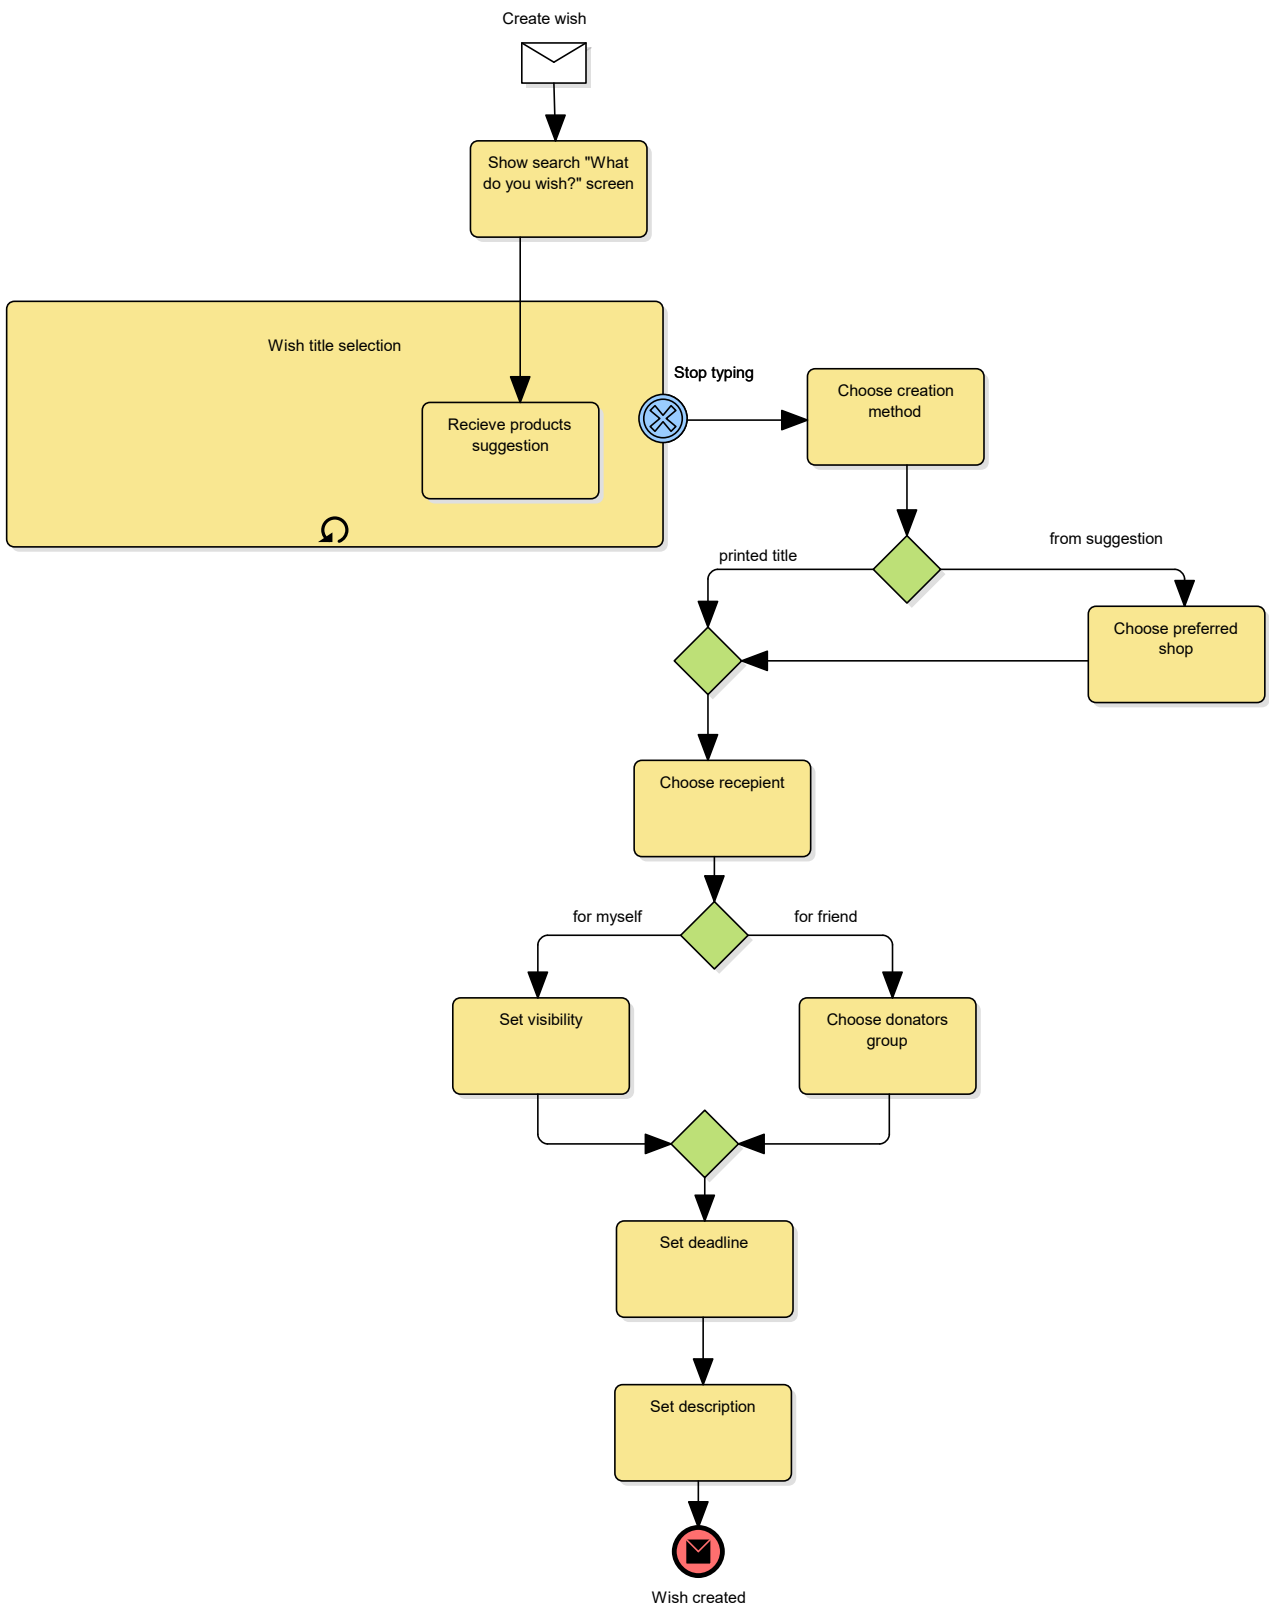 Create wish
Show search "What
do you wish?" screen
Wish title selection
Stop typing
Recieve products
suggestion
Choose creation
method
from suggestion
printed title
Choose preferred
shop
Choose recepient
for myself
for friend
Set visibility
Choose donators
group
Set deadline
Set description
Wish created